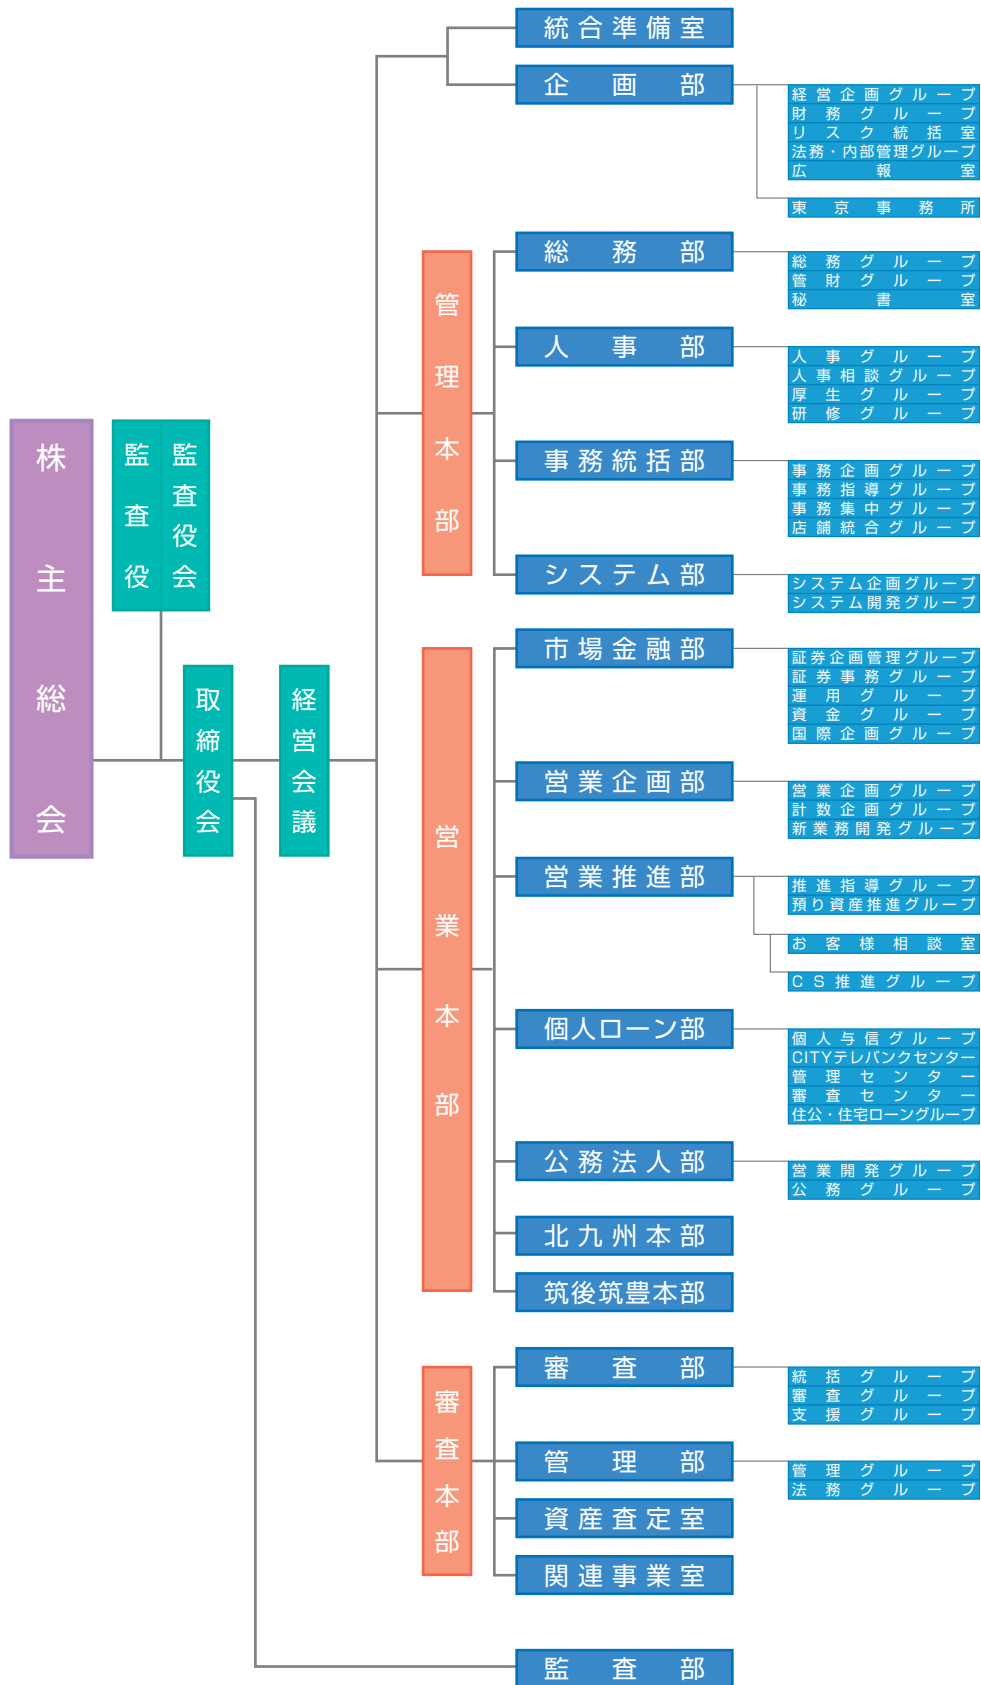 株主総会
監査役
監査役会
取締役会
経営会議
統合準備室
企画部
経営企画グループ
財務グループ
リスク統括室
法務・内部管理グループ
広報室
東京事務所
管理本部
総務部
総務グループ
管財グループ
秘書室
人事部
人事グループ
人事相談グループ
厚生グループ
研修グループ
事務統括部
事務企画グループ
事務指導グループ
事務集中グループ
店舗統合グループ
システム部
システム企画グループ
システム開発グループ
営業本部
市場金融部
証券企画管理グループ
証券事務グループ
運用グループ
資金グループ
国際企画グループ
営業企画部
営業企画グループ
計数企画グループ
新業務開発グループ
営業推進部
推進指導グループ
預り資産推進グループ
お客様相談室
CS推進グループ
個人ローン部
個人与信グループ
CITYテレバンクセンター
管理センター
審査センター
住公・住宅ローングループ
公務法人部
営業開発グループ
公務グループ
北九州本部
筑後筑豊本部
審査本部
審査部
統括グループ
審査グループ
支援グループ
管理部
管理グループ
法務グループ
資産査定室
関連事業室
監査部